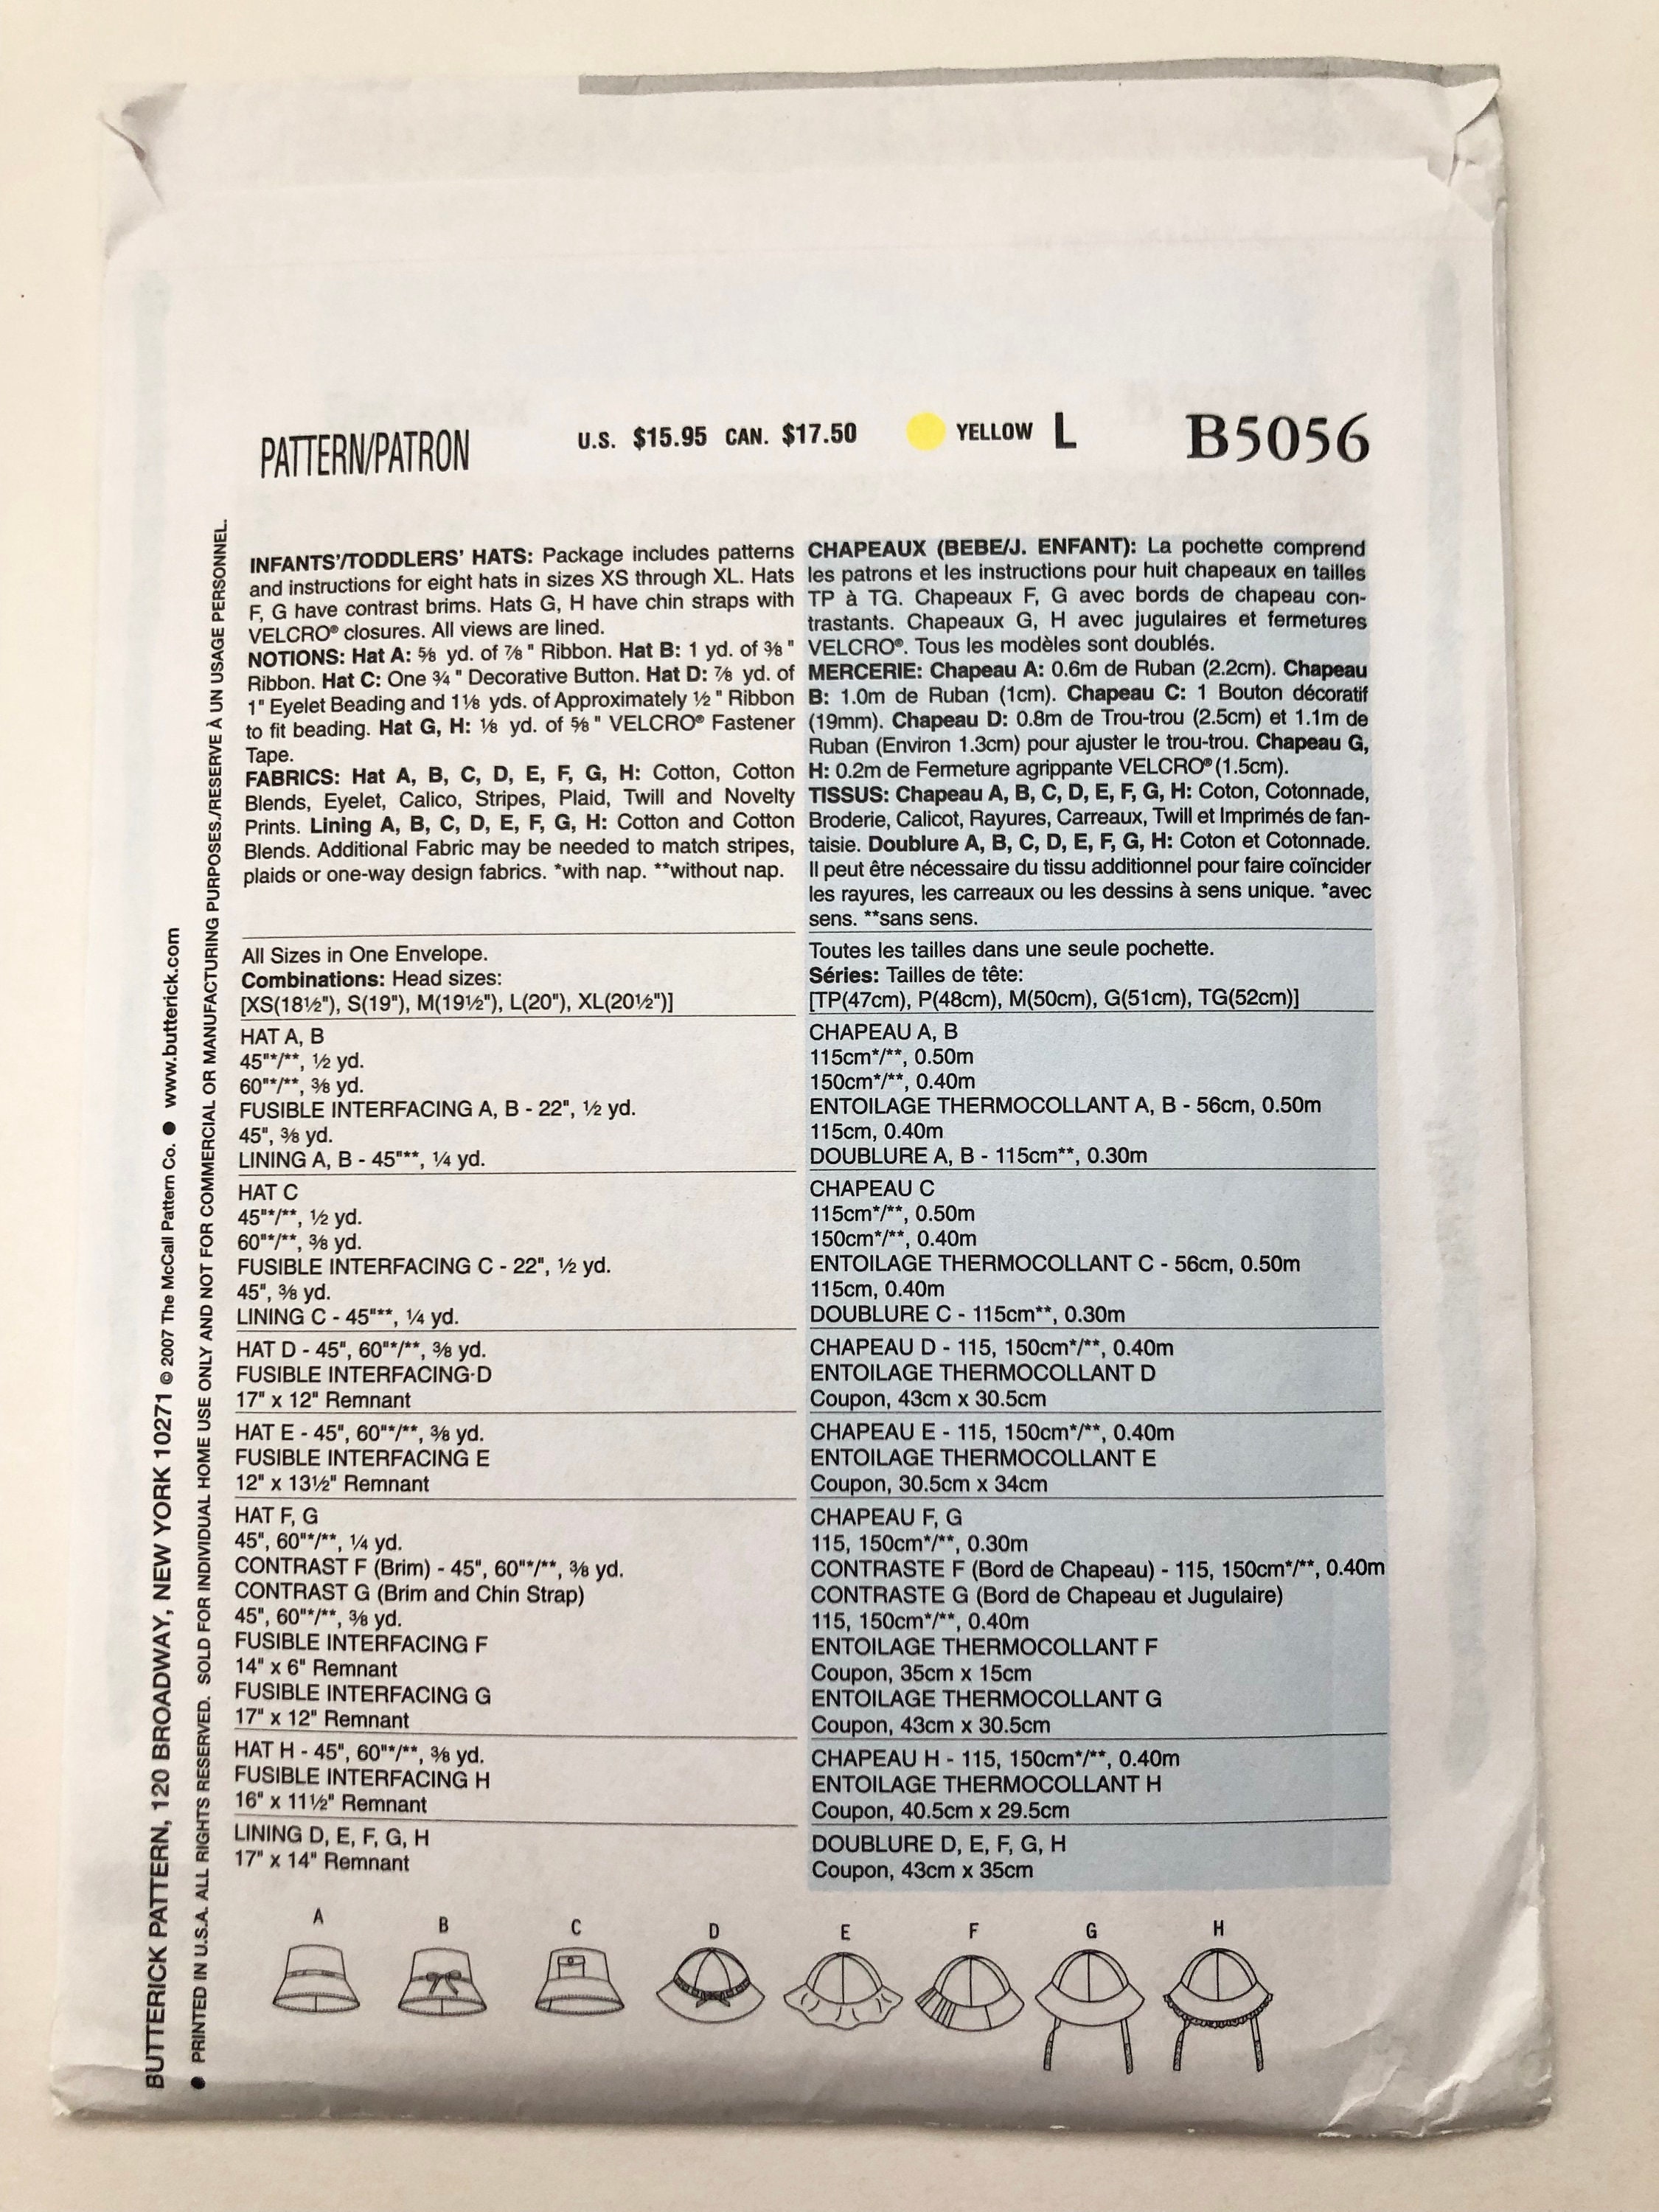 PATTERN/PATRON
U.S. $15.95 CAN. $17.50
YELLOW L
B5056
INFANTS'/TODDLERS' HATS: Package includes patterns
and instructions for eight hats in sizes XS through XL. Hats
F, G have contrast brims. Hats G, H have chin straps with
VELCRO® closures. All views are lined.
NOTIONS: Hat A: ⅝ yd. of ⅞" Ribbon. Hat B: 1 yd. of ⅜"
Ribbon. Hat C: One ¾" Decorative Button. Hat D: ⅞ yd. of
1" Eyelet Beading and 1⅛ yds. of Approximately ½" Ribbon
to fit beading. Hat G, H: ⅛ yd. of ⅝" VELCRO® Fastener
Tape.
FABRICS: Hat A, B, C, D, E, F, G, H: Cotton, Cotton
Blends, Eyelet, Calico, Stripes, Plaid, Twill and Novelty
Prints. Lining A, B, C, D, E, F, G, H: Cotton and Cotton
Blends. Additional Fabric may be needed to match stripes,
plaids or one-way design fabrics. *with nap. **without nap.
All Sizes in One Envelope.
Combinations: Head sizes:
[XS(18½"), S(19"), M(19½"), L(20"), XL(20½")]
HAT A, B
45"*/**, ½ yd.
60"*/**, ⅜ yd.
FUSIBLE INTERFACING A, B - 22", ½ yd.
45", ⅜ yd.
LINING A, B - 45"**, ¼ yd.
HAT C
45"*/**, ½ yd.
60"*/**, ⅜ yd.
FUSIBLE INTERFACING C - 22", ½ yd.
45", ⅜ yd.
LINING C - 45"**, ¼ yd.
HAT D - 45", 60"*/**, ⅜ yd.
FUSIBLE INTERFACING-D
17" x 12" Remnant
HAT E - 45", 60"*/**, ⅜ yd.
FUSIBLE INTERFACING E
12" x 13½" Remnant
HAT F, G
45", 60"*/**, ¼ yd.
CONTRAST F (Brim) - 45", 60"*/**, ⅜ yd.
CONTRAST G (Brim and Chin Strap)
45", 60"*/**, ⅜ yd.
FUSIBLE INTERFACING F
14" x 6" Remnant
FUSIBLE INTERFACING G
17" x 12" Remnant
HAT H - 45", 60"*/**, ⅜ yd.
FUSIBLE INTERFACING H
16" x 11½" Remnant
LINING D, E, F, G, H
17" x 14" Remnant
CHAPEAUX (BEBE/J. ENFANT): La pochette comprend
les patrons et les instructions pour huit chapeaux en tailles
TP à TG. Chapeaux F, G avec bords de chapeau con-
trastants. Chapeaux G, H avec jugulaires et fermetures
VELCRO®. Tous les modèles sont doublés.
MERCERIE: Chapeau A: 0.6m de Ruban (2.2cm). Chapeau
B: 1.0m de Ruban (1cm). Chapeau C: 1 Bouton décoratif
(19mm). Chapeau D: 0.8m de Trou-trou (2.5cm) et 1.1m de
Ruban (Environ 1.3cm) pour ajuster le trou-trou. Chapeau G,
H: 0.2m de Fermeture agrippante VELCRO® (1.5cm).
TISSUS: Chapeau A, B, C, D, E, F, G, H: Coton, Cotonnade,
Broderie, Calicot, Rayures, Carreaux, Twill et Imprimés de fan-
taisie. Doublure A, B, C, D, E, F, G, H: Coton et Cotonnade.
Il peut être nécessaire du tissu additionnel pour faire coïncider
les rayures, les carreaux ou les dessins à sens unique. *avec
sens. **sans sens.
Toutes les tailles dans une seule pochette.
Séries: Tailles de tête:
[TP(47cm), P(48cm), M(50cm), G(51cm), TG(52cm)]
CHAPEAU A, B
115cm*/**, 0.50m
150cm*/**, 0.40m
ENTOILAGE THERMOCOLLANT A, B - 56cm, 0.50m
115cm, 0.40m
DOUBLURE A, B - 115cm**, 0.30m
CHAPEAU C
115cm*/**, 0.50m
150cm*/**, 0.40m
ENTOILAGE THERMOCOLLANT C - 56cm, 0.50m
115cm, 0.40m
DOUBLURE C - 115cm**, 0.30m
CHAPEAU D - 115, 150cm*/**, 0.40m
ENTOILAGE THERMOCOLLANT D
Coupon, 43cm x 30.5cm
CHAPEAU E - 115, 150cm*/**, 0.40m
ENTOILAGE THERMOCOLLANT E
Coupon, 30.5cm x 34cm
CHAPEAU F, G
115, 150cm*/**, 0.30m
CONTRASTE F (Bord de Chapeau) - 115, 150cm*/**, 0.40m
CONTRASTE G (Bord de Chapeau et Jugulaire)
115, 150cm*/**, 0.40m
ENTOILAGE THERMOCOLLANT F
Coupon, 35cm x 15cm
ENTOILAGE THERMOCOLLANT G
Coupon, 43cm x 30.5cm
CHAPEAU H - 115, 150cm*/**, 0.40m
ENTOILAGE THERMOCOLLANT H
Coupon, 40.5cm x 29.5cm
DOUBLURE D, E, F, G, H
Coupon, 43cm x 35cm
A B C D E F G H
BUTTERICK PATTERN, 120 BROADWAY, NEW YORK 10271 © 2007 The McCall Pattern Co. ● www.butterick.com
● PRINTED IN U.S.A. ALL RIGHTS RESERVED. SOLD FOR INDIVIDUAL HOME USE ONLY AND NOT FOR COMMERCIAL OR MANUFACTURING PURPOSES./RESERVE À UN USAGE PERSONNEL.